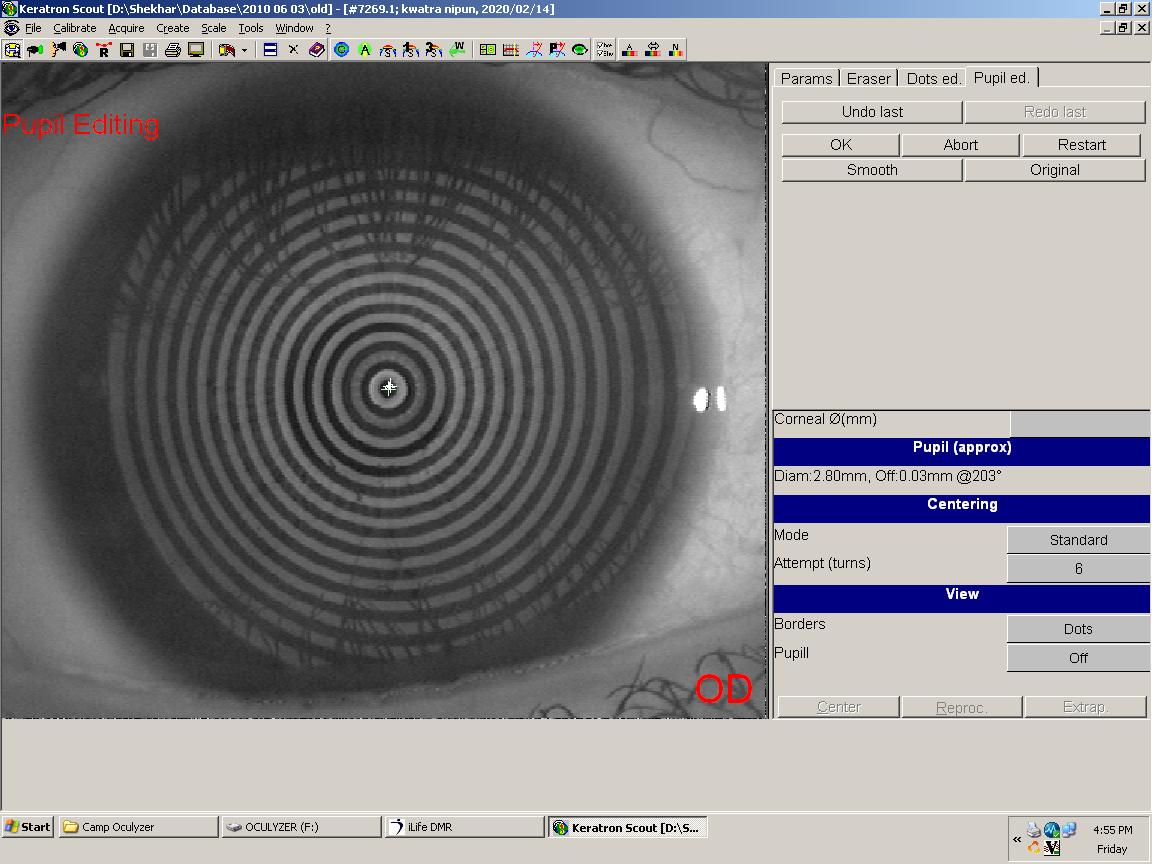 Keratron Scout [D:\Shekhar\Database\2010 06 03\old] - [#7269.1; kwatra nipun, 2020/02/14]
File Calibrate Acquire Create Scale Tools Window ?
Params Eraser Dots ed. Pupil ed.
Pupil Editing
Undo last Redo last
OK Abort Restart
Smooth Original
Corneal Ø(mm)
Pupil (approx)
Diam:2.80mm, Off:0.03mm @203°
Centering
Mode Standard
Attempt (turns) 6
View
Borders Dots
Pupill Off
OD
Center Reproc. Extrap.
Start Camp Oculyzer OCULYZER (F:) iLife DMR Keratron Scout [D:\S... « 4:55 PM
Friday